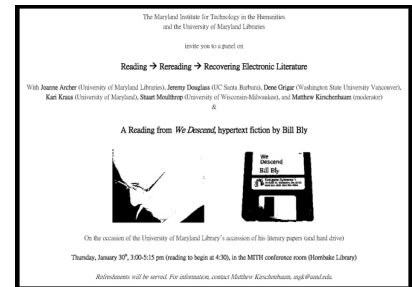 The Maryland Institute for Technology in the Humanities
and the University of Maryland Libraries
invite you to a panel on
Reading → Rereading → Recovering Electronic Literature
With Joanne Archer (University of Maryland Libraries), Jeremy Douglass (UC Santa Barbara), Dene Grigar (Washington State University Vancouver),
Kari Kraus (University of Maryland), Stuart Moulthrop (University of Wisconsin-Milwaukee), and Matthew Kirschenbaum (moderator)
&
A Reading from We Descend, hypertext fiction by Bill Bly
We
Descend
Bill Bly
On the occasion of the University of Maryland Library's accession of his literary papers (and hard drive)
Thursday, January 30th, 3:00-5:15 pm (reading to begin at 4:30), in the MITH conference room (Hornbake Library)
Refreshments will be served. For information, contact Matthew Kirschenbaum, mgk@umd.edu.